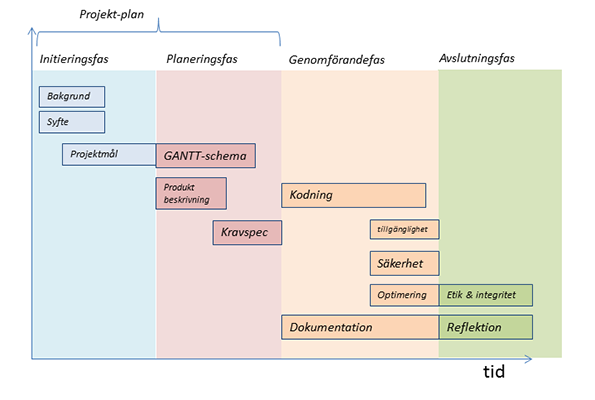 Projekt-plan
Initieringsfas
Planeringsfas
Genomförandefas
Avslutningsfas
Bakgrund
Syfte
Projektmål
GANTT-schema
Produkt
beskrivning
Kodning
Kravspec
tillgänglighet
Säkerhet
Optimering
Etik & integritet
Dokumentation
Reflektion
tid